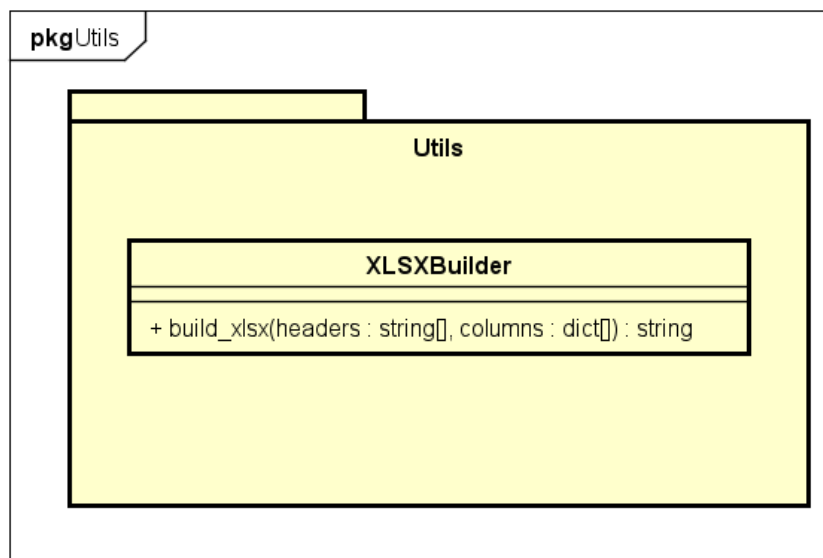 pkgUtils
Utils
XLSXBuilder
+ build_xlsx(headers : string[], columns : dict[]) : string